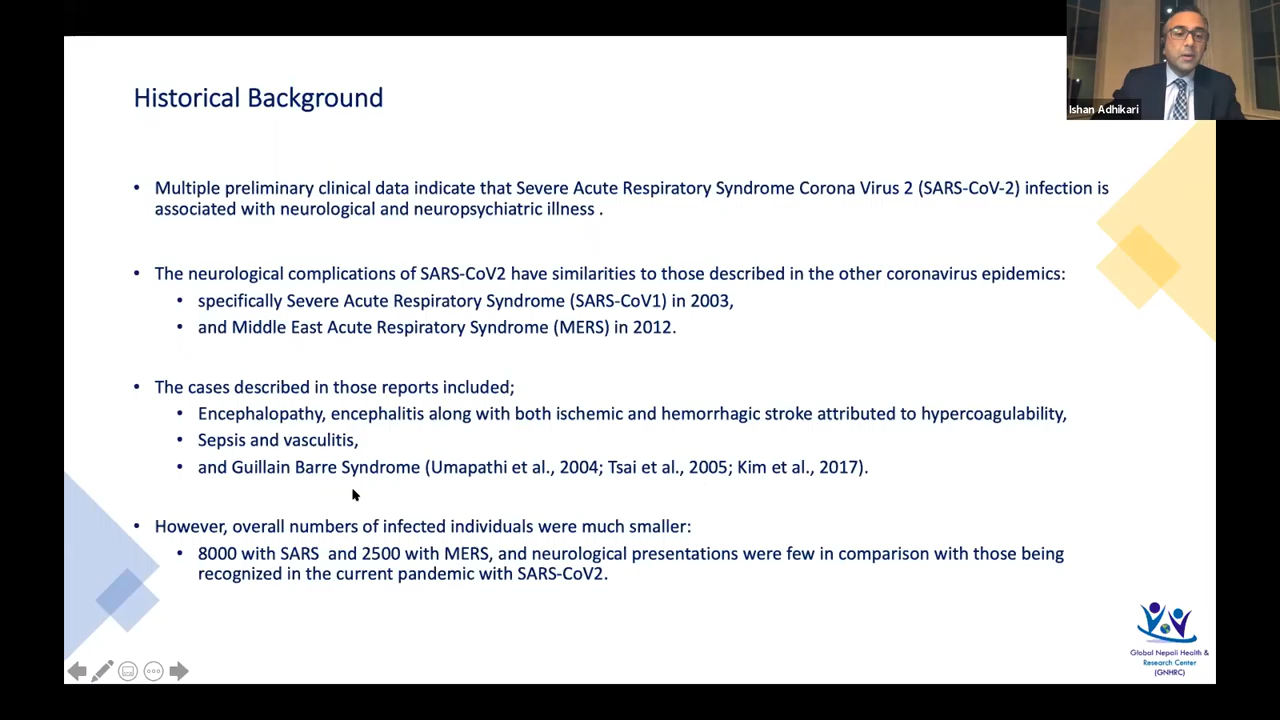 Historical Background
Ishan Adhikari
• Multiple preliminary clinical data indicate that Severe Acute Respiratory Syndrome Corona Virus 2 (SARS-CoV-2) infection is
associated with neurological and neuropsychiatric illness .
• The neurological complications of SARS-CoV2 have similarities to those described in the other coronavirus epidemics:
• specifically Severe Acute Respiratory Syndrome (SARS-CoV1) in 2003,
• and Middle East Acute Respiratory Syndrome (MERS) in 2012.
• The cases described in those reports included;
• Encephalopathy, encephalitis along with both ischemic and hemorrhagic stroke attributed to hypercoagulability,
• Sepsis and vasculitis,
• and Guillain Barre Syndrome (Umapathi et al., 2004; Tsai et al., 2005; Kim et al., 2017).
• However, overall numbers of infected individuals were much smaller:
• 8000 with SARS  and 2500 with MERS, and neurological presentations were few in comparison with those being
recognized in the current pandemic with SARS-CoV2.
Global Nepali Health &
Research Center
(GNHRC)